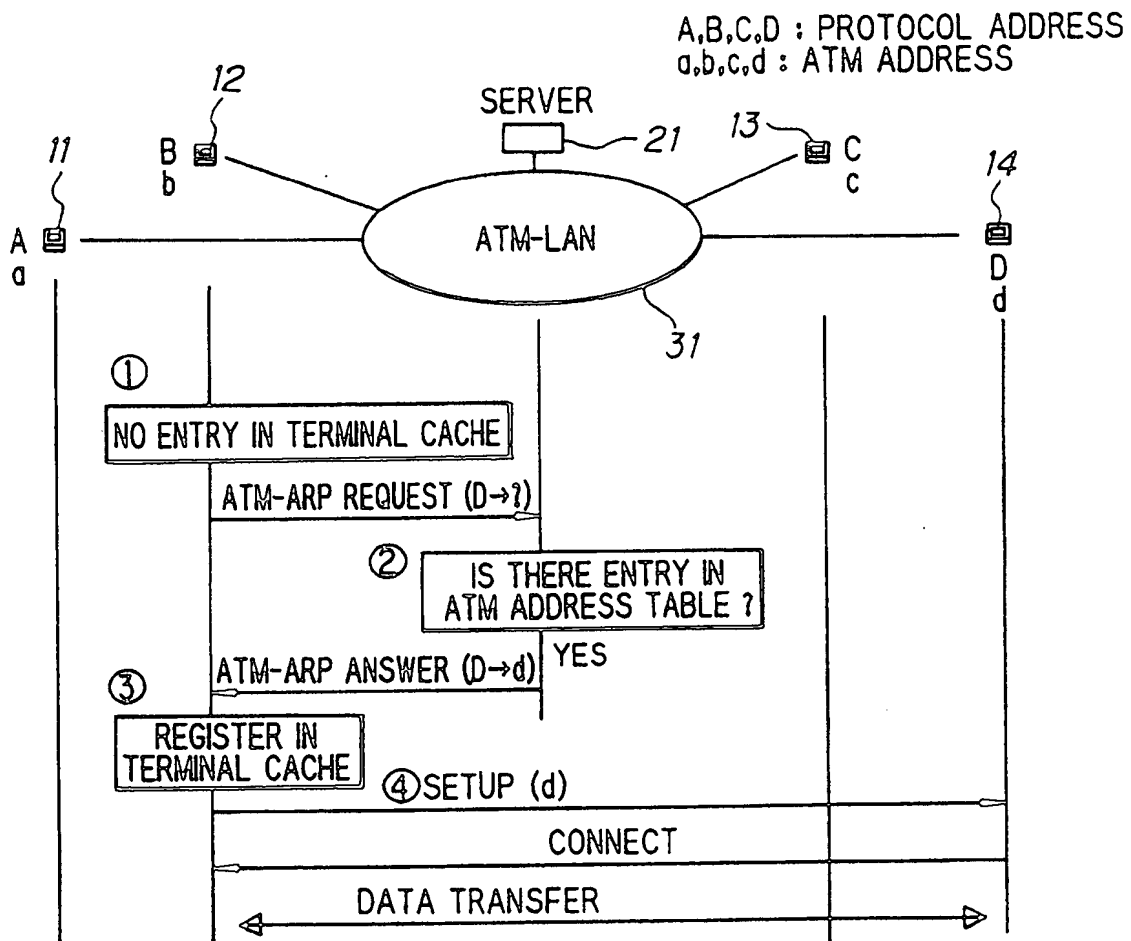 A,B,C,D : PROTOCOL ADDRESS
a,b,c,d : ATM ADDRESS
12
SERVER
13
11
B
b
21
C
c
14
A
a
ATM-LAN
D
d
31
①
NO ENTRY IN TERMINAL CACHE
ATM-ARP REQUEST (D→?)
②
IS THERE ENTRY IN
ATM ADDRESS TABLE ?
YES
ATM-ARP ANSWER (D→d)
③
REGISTER IN
TERMINAL CACHE
④ SETUP (d)
CONNECT
DATA TRANSFER